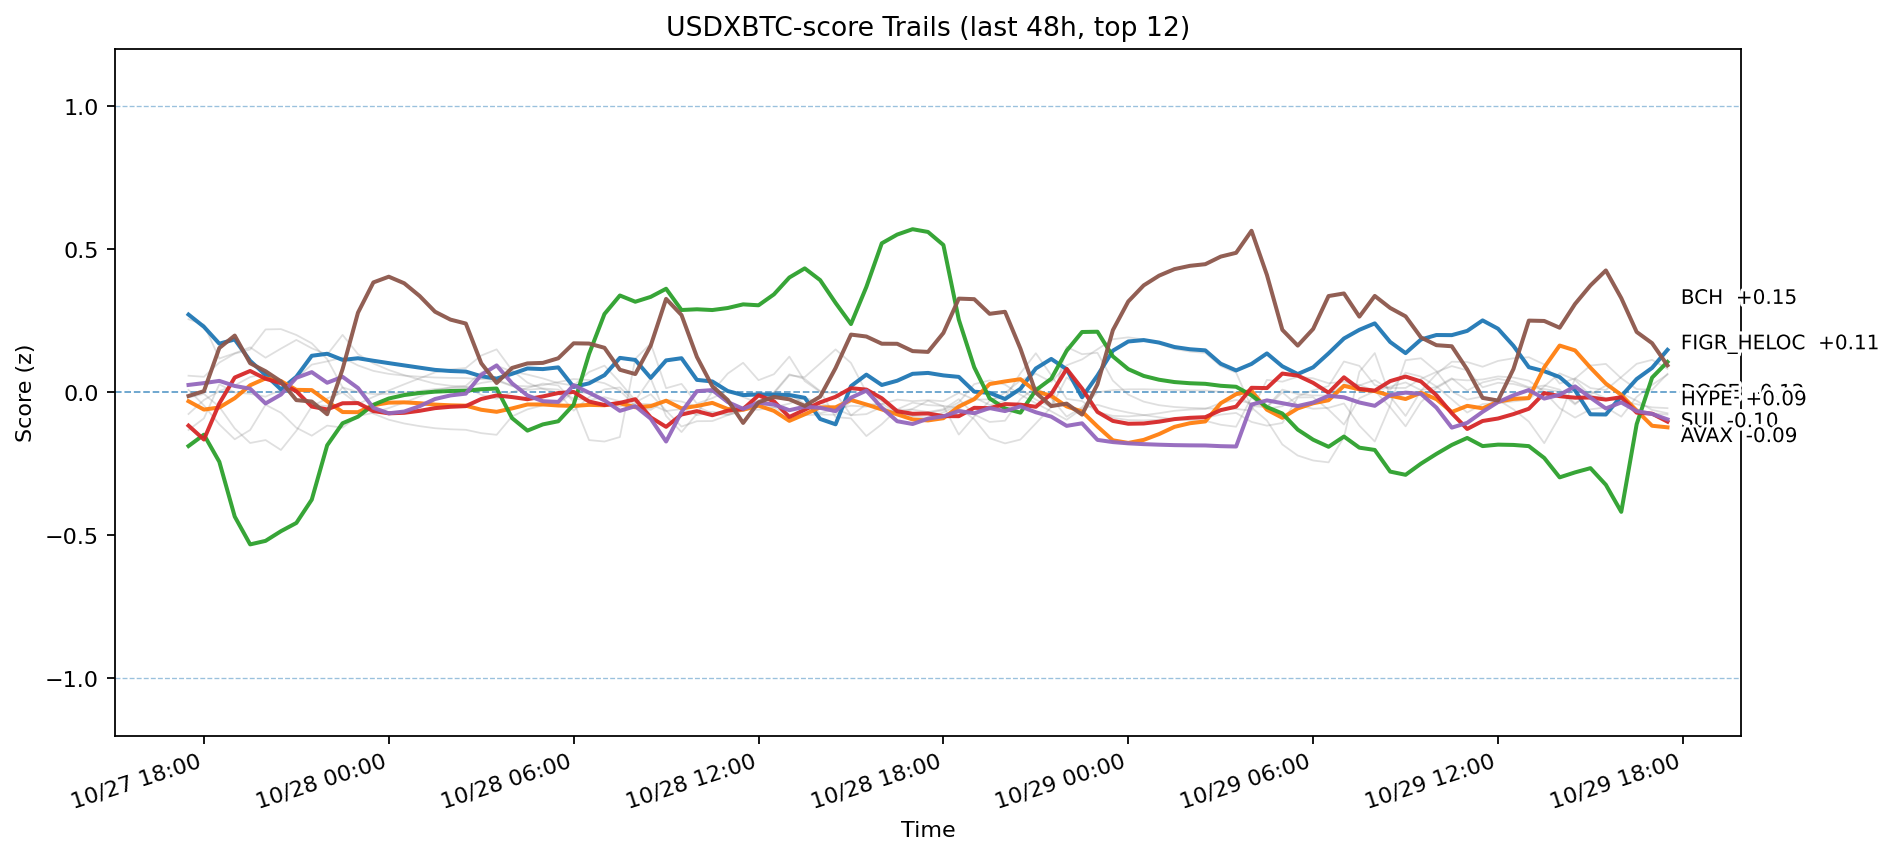 USDXBTC-score Trails (last 48h, top 12)
Score (z)
1.0
0.5
0.0
−0.5
−1.0
BCH +0.15
FIGR_HELOC +0.11
HYPE +0.09
SUI -0.10
AVAX -0.09
10/27 18:00
10/28 00:00
10/28 06:00
10/28 12:00
10/28 18:00
10/29 00:00
10/29 06:00
10/29 12:00
10/29 18:00
Time